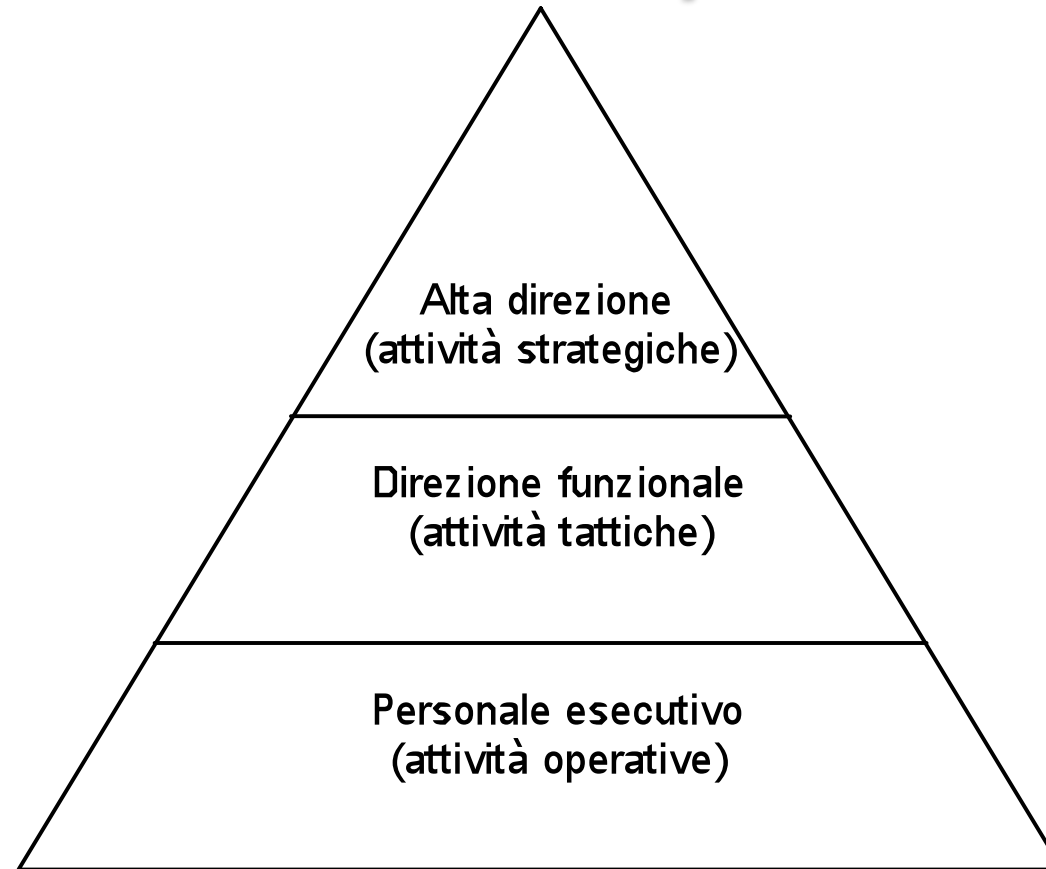 Alta direzione
(attività strategiche)
Direzione funzionale
(attività tattiche)
Personale esecutivo
(attività operative)